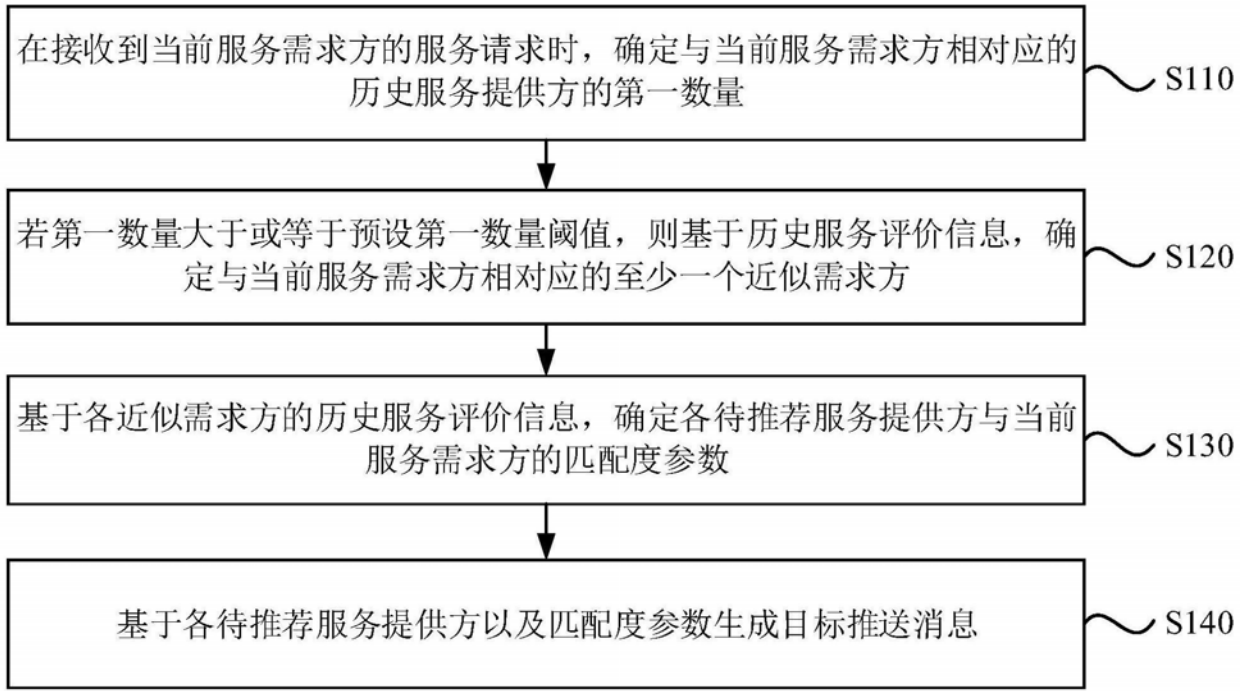 在接收到当前服务需求方的服务请求时，确定与当前服务需求方相对应的
历史服务提供方的第一数量
S110
若第一数量大于或等于预设第一数量阈值，则基于历史服务评价信息，确
定与当前服务需求方相对应的至少一个近似需求方
S120
基于各近似需求方的历史服务评价信息，确定各待推荐服务提供方与当前
服务需求方的匹配度参数
S130
基于各待推荐服务提供方以及匹配度参数生成目标推送消息
S140